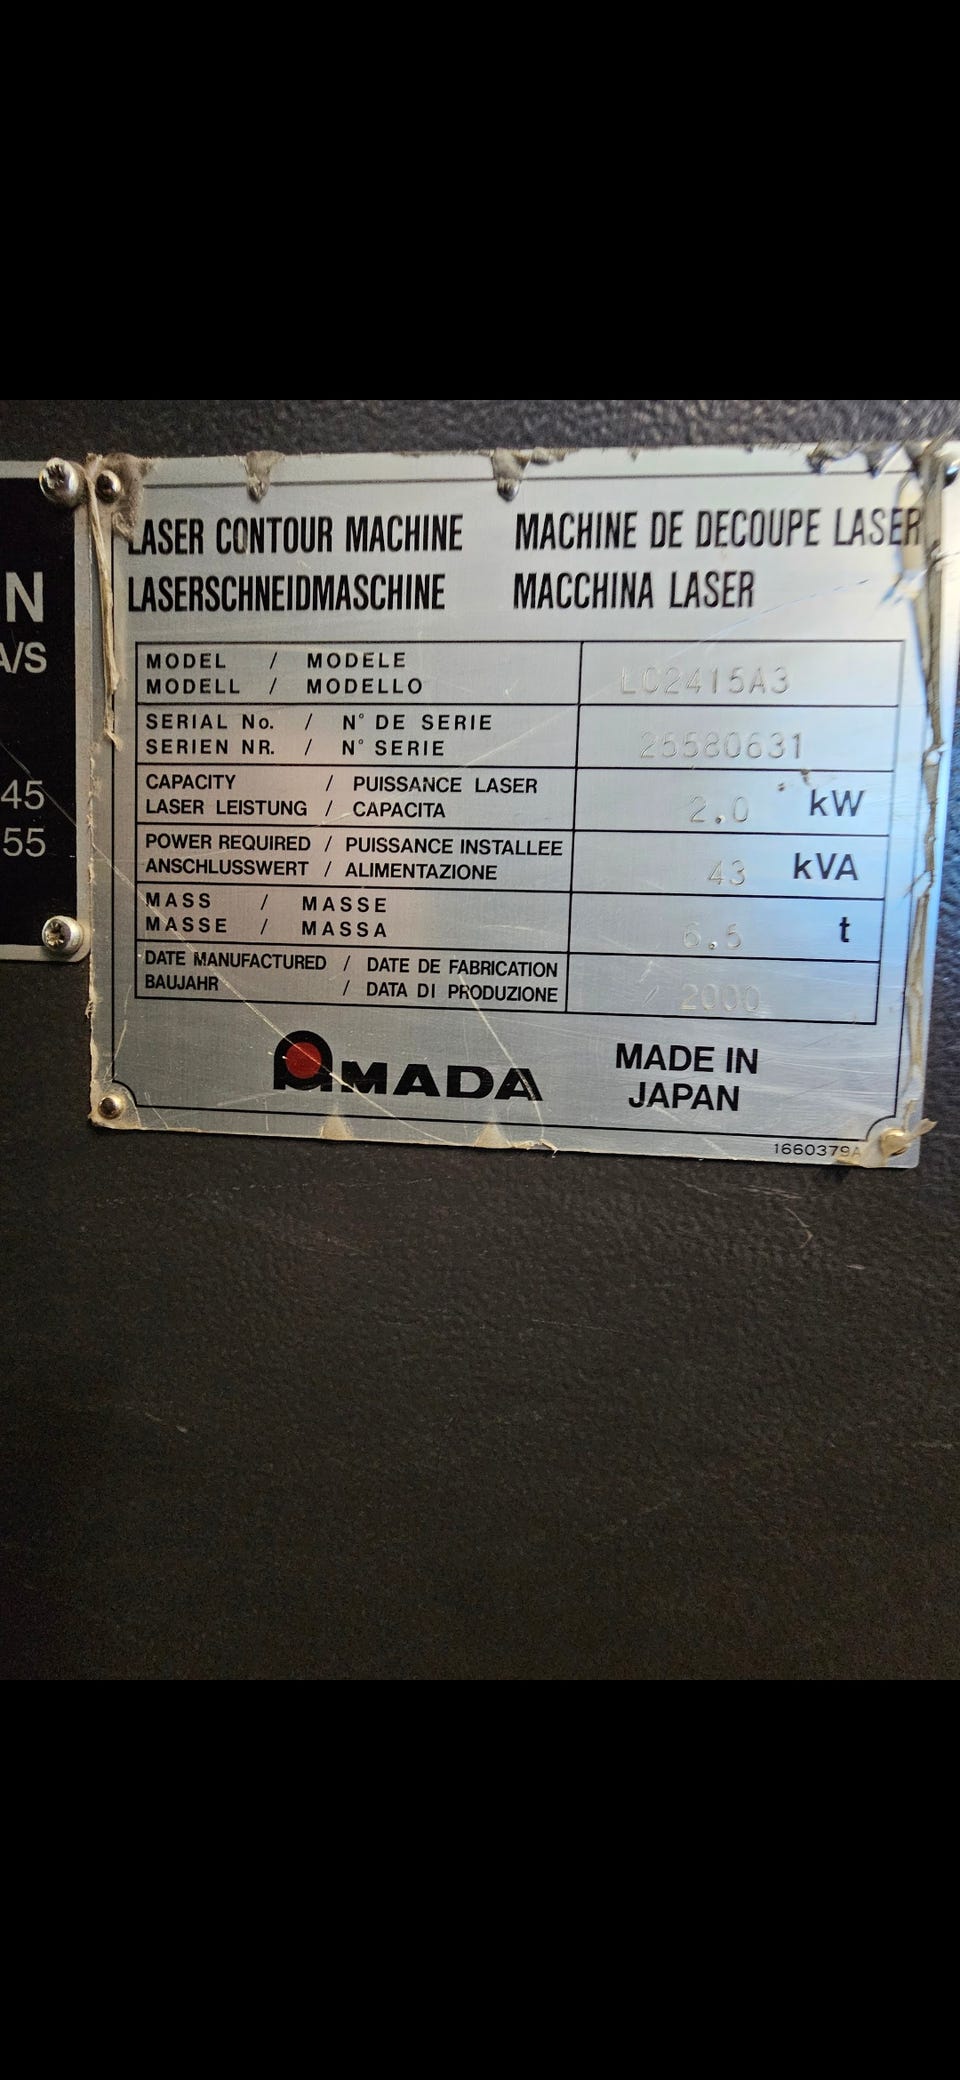 N
A/S
45
55
LASER CONTOUR MACHINE MACHINE DE DECOUPE LASER
LASERSCHNEIDMASCHINE MACCHINA LASER
MODEL / MODELE
MODELL / MODELLO
LC2415A3
SERIAL No. / N° DE SERIE
SERIEN NR. / N° SERIE
25580631
CAPACITY / PUISSANCE LASER
LASER LEISTUNG / CAPACITA
2.0 kW
POWER REQUIRED / PUISSANCE INSTALLEE
ANSCHLUSSWERT / ALIMENTAZIONE
43 kVA
MASS / MASSE
MASSE / MASSA
6.5 t
DATE MANUFACTURED / DATE DE FABRICATION
BAUJAHR / DATA DI PRODUZIONE
/ 2000
AMADA
MADE IN
JAPAN
1660379A